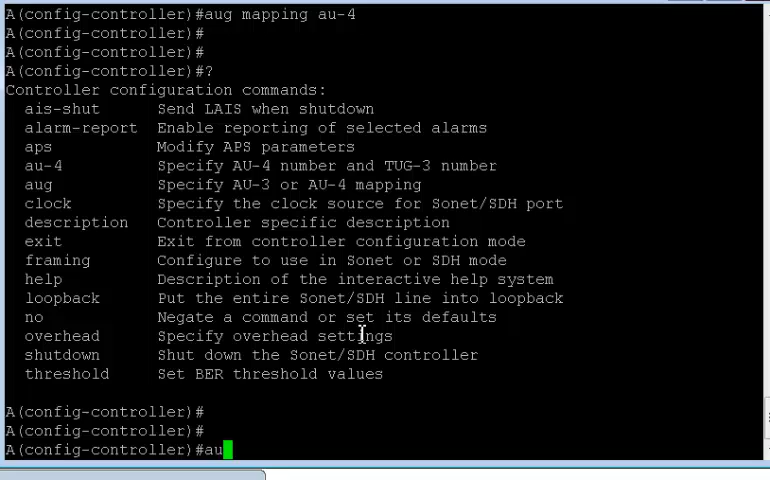 A(config-controller)#aug mapping au-4
A(config-controller)#
A(config-controller)#
A(config-controller)#?
Controller configuration commands:
ais-shut Send LAIS when shutdown
alarm-report Enable reporting of selected alarms
aps Modify APS parameters
au-4 Specify AU-4 number and TUG-3 number
aug Specify AU-3 or AU-4 mapping
clock Specify the clock source for Sonet/SDH port
description Controller specific description
exit Exit from controller configuration mode
framing Configure to use in Sonet or SDH mode
help Description of the interactive help system
loopback Put the entire Sonet/SDH line into loopback
no Negate a command or set its defaults
overhead Specify overhead settings
shutdown Shut down the Sonet/SDH controller
threshold Set BER threshold values
A(config-controller)#
A(config-controller)#
A(config-controller)#au